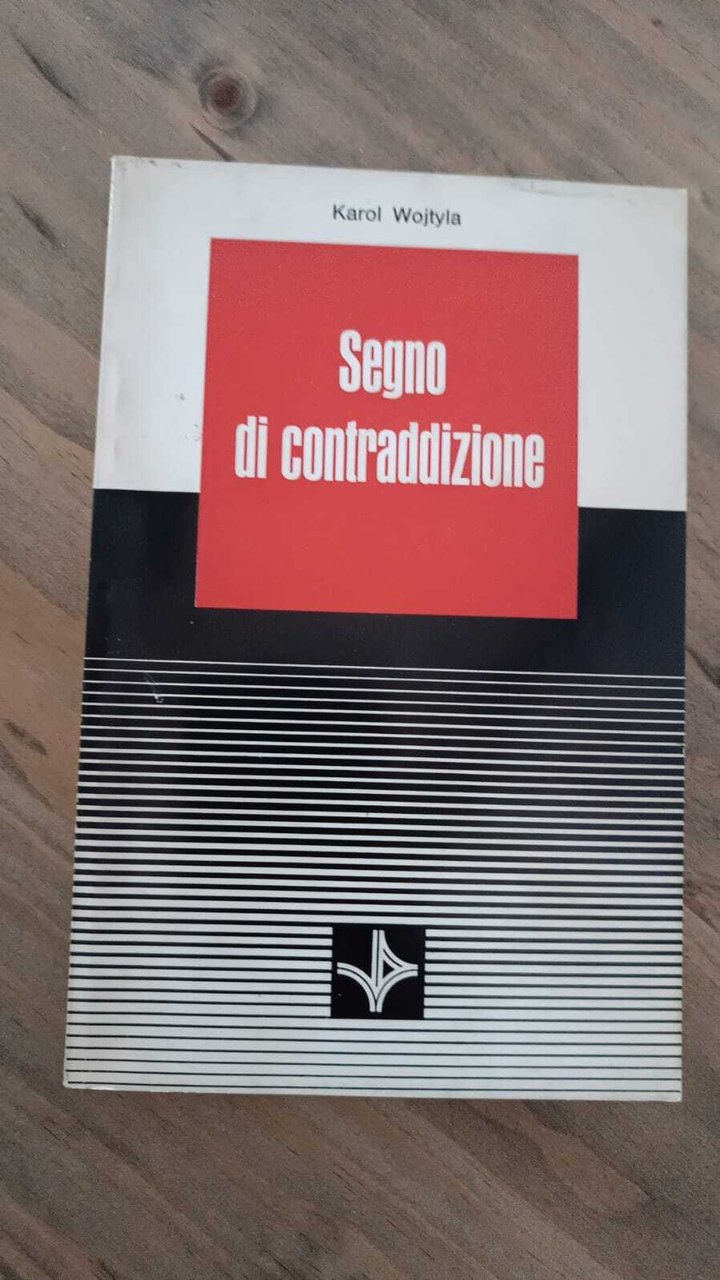 Karol Wojtyla
Segno
di contraddizione